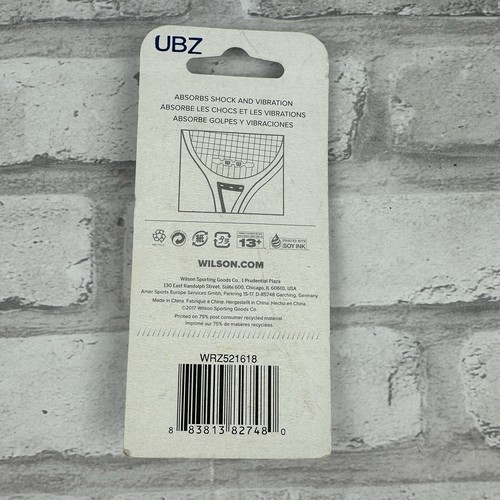 UBZ
ABSORBS SHOCK AND VIBRATION
ABSORBE LES CHOCS ET LES VIBRATIONS
ABSORBE GOLPES Y VIBRACIONES
13+
PRINTED WITH
SOY INK
WILSON.COM
Wilson Sporting Goods Co., 1 Prudential Plaza
130 East Randolph Street, Suite 600, Chicago, IL 60601, USA
Amer Sports Europe Services GmbH, Parkring 15-17, D-85748 Garching, Germany
Made in China. Fabriqué à Chine. Hergestellt in China. Hecho en China.
©2017 Wilson Sporting Goods Co
Printed on 75% post consumer recycled material.
Imprimé sur 75% de matières recyclées.
WRZ521618
8 83813 82748 0